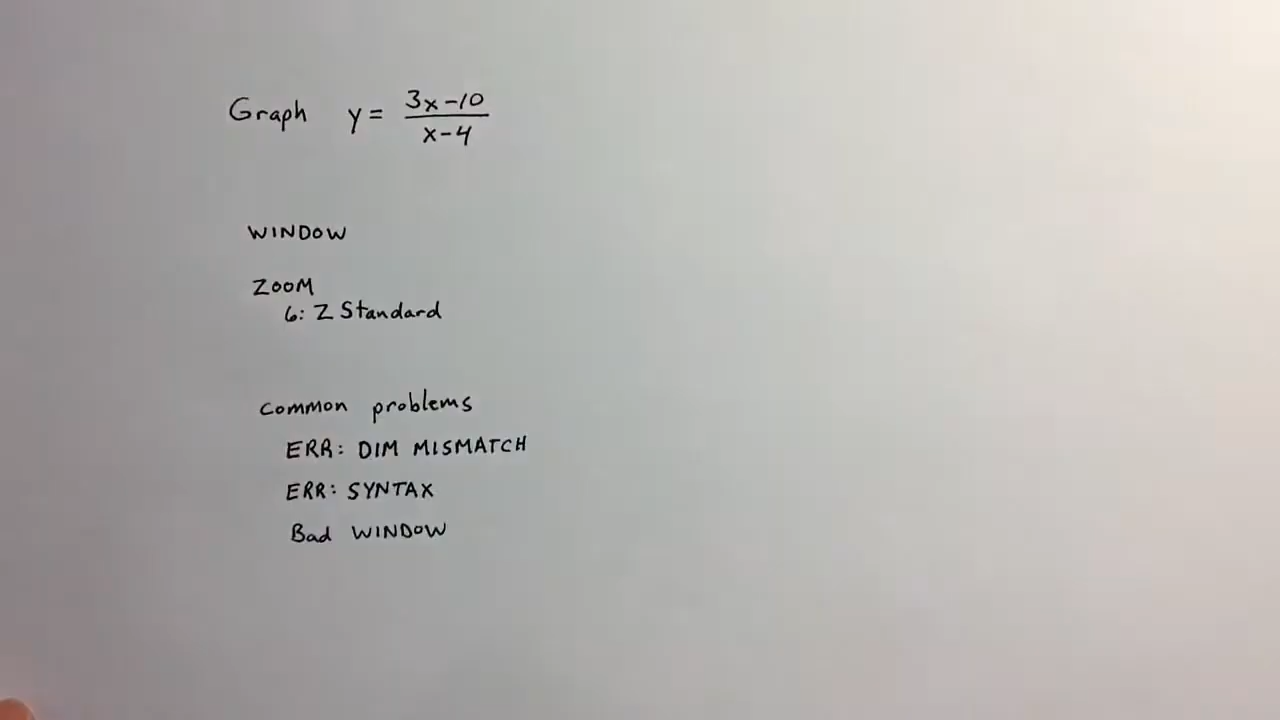 Graph y = (3x-10)/(x-4)
WINDOW
ZOOM
6: Z Standard
Common problems
ERR: DIM MISMATCH
ERR: SYNTAX
Bad WINDOW